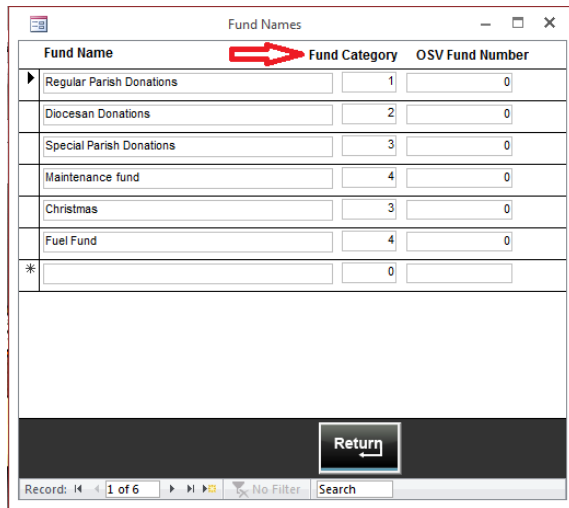 Fund Names
Fund Name Fund Category OSV Fund Number
Regular Parish Donations 1 0
Diocesan Donations 2 0
Special Parish Donations 3 0
Maintenance fund 4 0
Christmas 3 0
Fuel Fund 4 0
* 0
Return
Record: 1 of 6 No Filter Search